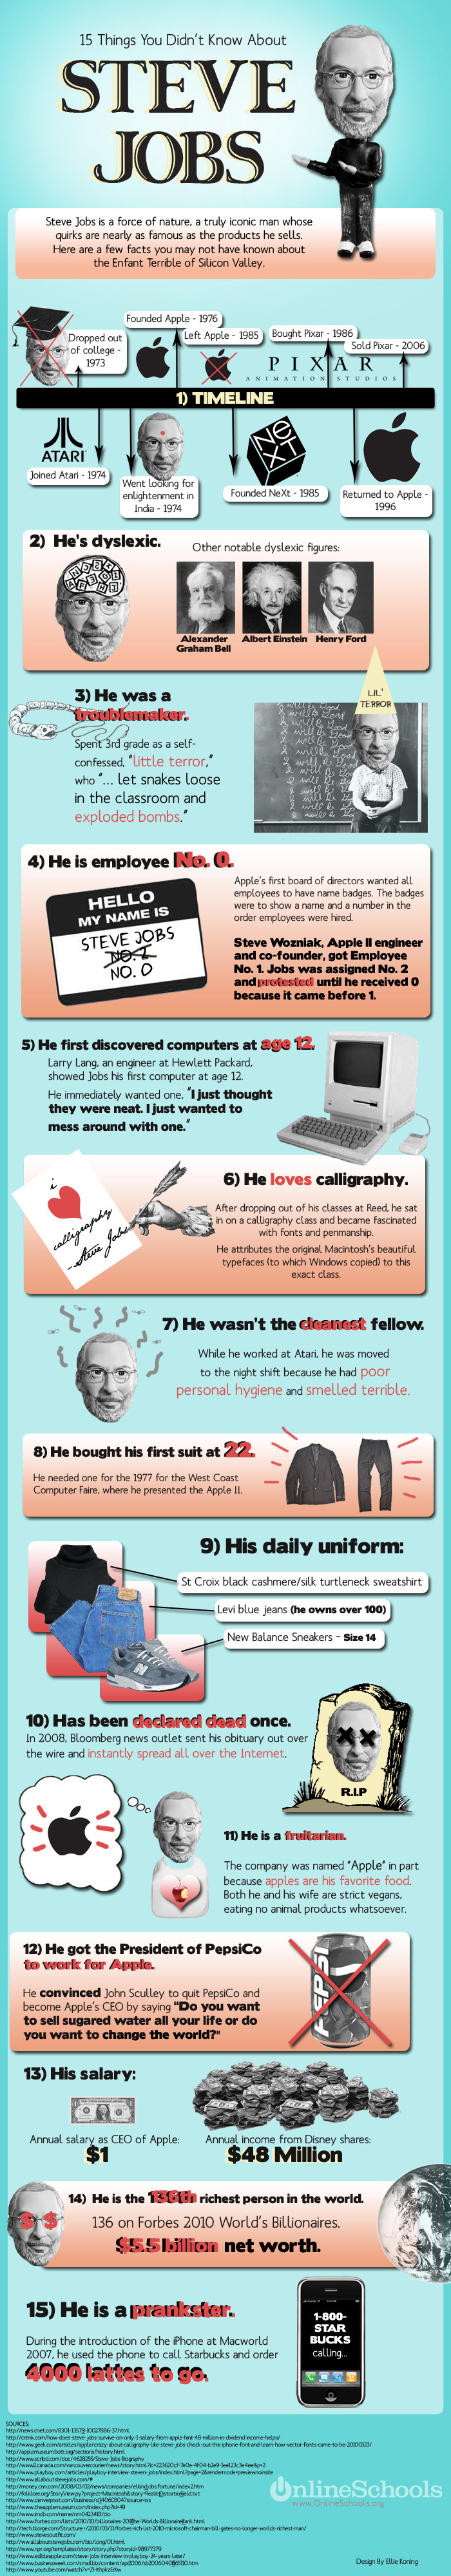 15 Things You Didn't Know About
STEVE
JOBS
Steve Jobs is a force of nature, a truly iconic man whose
quirks are nearly as famous as the products he sells.
Here are a few facts you may not have known about
the Enfant Terrible of Silicon Valley.
Founded Apple - 1976
Dropped out
of college -
1973
Left Apple - 1985
Bought Pixar - 1986
Sold Pixar - 2006
PIXAR
ANIMATION STUDIOS
1) TIMELINE
ATARI
NeXT
Joined Atari - 1974
Went looking for
enlightenment in
India - 1974
Founded NeXt - 1985
Returned to Apple -
1996
2) He's dyslexic.
Other notable dyslexic figures:
Alexander
Graham Bell
Albert Einstein
Henry Ford
3) He was a
troublemaker.
Spent 3rd grade as a self-
confessed, "little terror,"
who "... let snakes loose
in the classroom and
exploded bombs."
LIL'
TERROR
4) He is employee No. 0.
HELLO
MY NAME IS
STEVE JOBS
NO. 2
NO. 0
Apple's first board of directors wanted all
employees to have name badges. The badges
were to show a name and a number in the
order employees were hired.
Steve Wozniak, Apple II engineer
and co-founder, got Employee
No. 1. Jobs was assigned No. 2
and protested until he received 0
because it came before 1.
5) He first discovered computers at age 12.
Larry Lang, an engineer at Hewlett Packard,
showed Jobs his first computer at age 12.
He immediately wanted one, "I just thought
they were neat. I just wanted to
mess around with one."
6) He loves calligraphy.
i
calligraphy
- Steve Jobs
After dropping out of his classes at Reed, he sat
in on a calligraphy class and became fascinated
with fonts and penmanship.
He attributes the original Macintosh's beautiful
typefaces (to which Windows copied) to this
exact class.
7) He wasn't the cleanest fellow.
While he worked at Atari, he was moved
to the night shift because he had poor
personal hygiene and smelled terrible.
8) He bought his first suit at 22.
He needed one for the 1977 for the West Coast
Computer Faire, where he presented the Apple II.
9) His daily uniform:
St Croix black cashmere/silk turtleneck sweatshirt
Levi blue jeans (he owns over 100)
New Balance Sneakers - Size 14
10) Has been declared dead once.
In 2008, Bloomberg news outlet sent his obituary out over
the wire and instantly spread all over the Internet.
R.I.P
11) He is a fruitarian.
The company was named "Apple" in part
because apples are his favorite food.
Both he and his wife are strict vegans,
eating no animal products whatsoever.
12) He got the President of PepsiCo
to work for Apple.
He convinced John Sculley to quit PepsiCo and
become Apple's CEO by saying "Do you want
to sell sugared water all your life or do
you want to change the world?"
PEPSI
13) His salary:
Annual salary as CEO of Apple:
$1
Annual income from Disney shares:
$48 Million
14) He is the 136th richest person in the world.
136 on Forbes 2010 World's Billionaires.
$5.5 billion net worth.
15) He is a prankster.
During the introduction of the iPhone at Macworld
2007, he used the phone to call Starbucks and order
4000 lattes to go.
1-800-
STAR
BUCKS
calling...
SOURCES:
OnlineSchools
www.OnlineSchools.org
Design By Ellie Koning